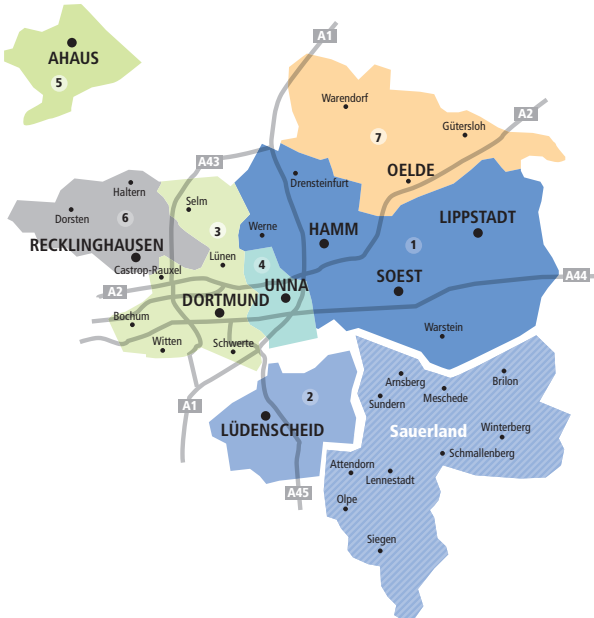 AHAUS
5
A1
Warendorf
A2
Gütersloh
7
A43
OELDE
Drensteinfurt
Haltern
Selm
LIPPSTADT
Dorsten
6
3
Werne
HAMM
1
RECKLINGHAUSEN
Lünen
4
Castrop-Rauxel
SOEST
A44
UNNA
A2
DORTMUND
Bochum
Warstein
Witten
Schwerte
Arnsberg
Brilon
Meschede
2
Sundern
A1
LÜDENSCHEID
Sauerland
Winterberg
Schmallenberg
Attendorn
Lennestadt
A45
Olpe
Siegen